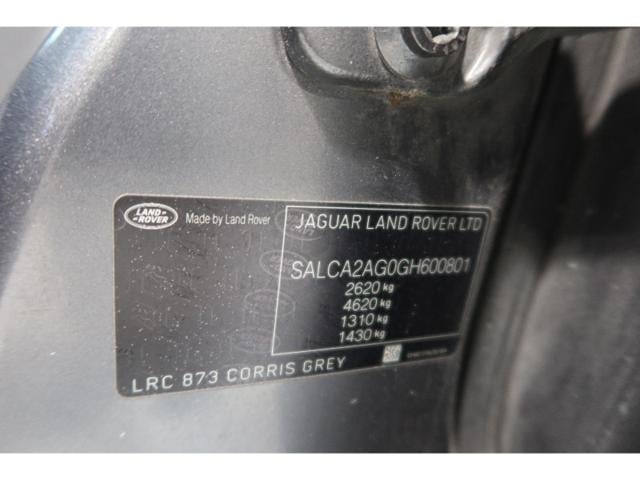 LAND-
-ROVER
Made by Land Rover
JAGUAR LAND ROVER LTD
SALCA2AG0GH600801
2620 kg
4620 kg
1310 kg
1430 kg
LRC 873 CORRIS GREY